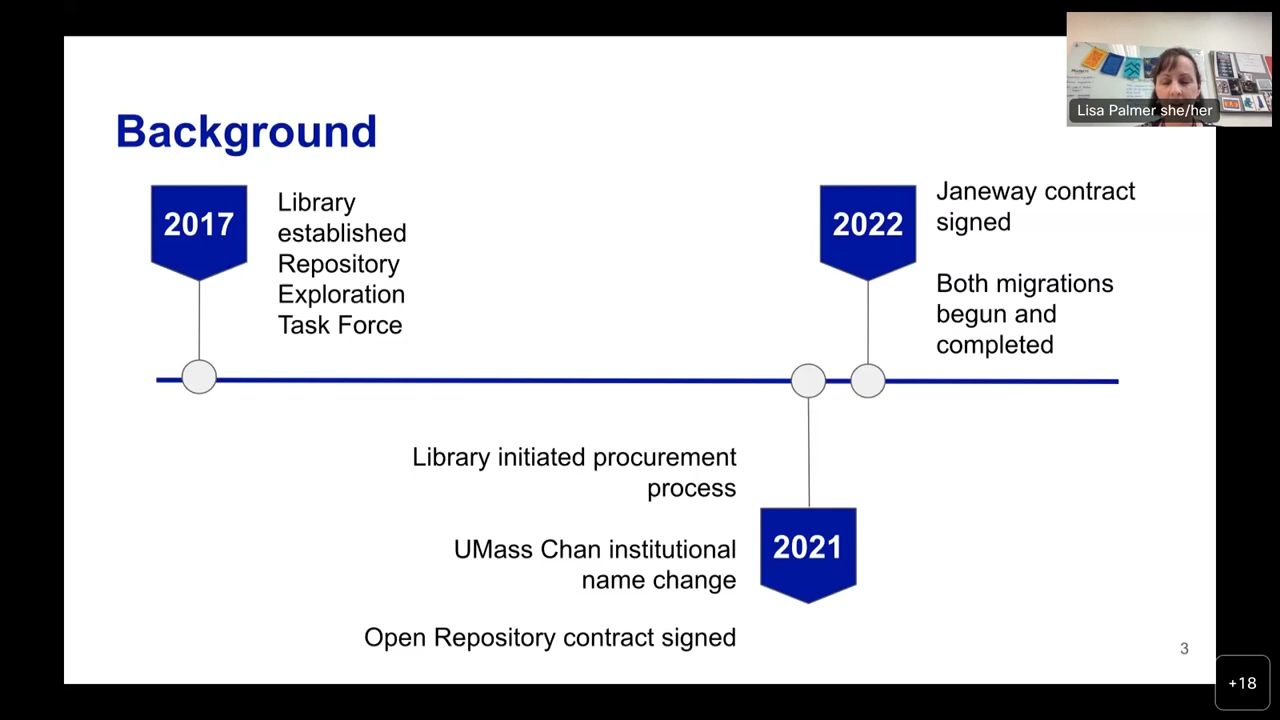 Background
2017
Library
established
Repository
Exploration
Task Force
2022
Janeway contract
signed
Both migrations
begun and
completed
Library initiated procurement
process
UMass Chan institutional
name change
Open Repository contract signed
2021
3
Lisa Palmer she/her
+18